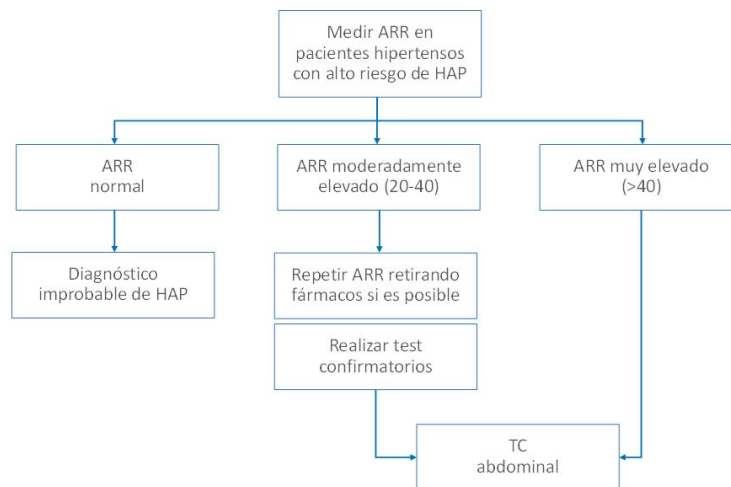 Medir ARR en
pacientes hipertensos
con alto riesgo de HAP
ARR
normal
ARR moderadamente
elevado (20-40)
ARR muy elevado
(>40)
Diagnóstico
improbable de HAP
Repetir ARR retirando
fármacos si es posible
Realizar test
confirmatorios
TC
abdominal